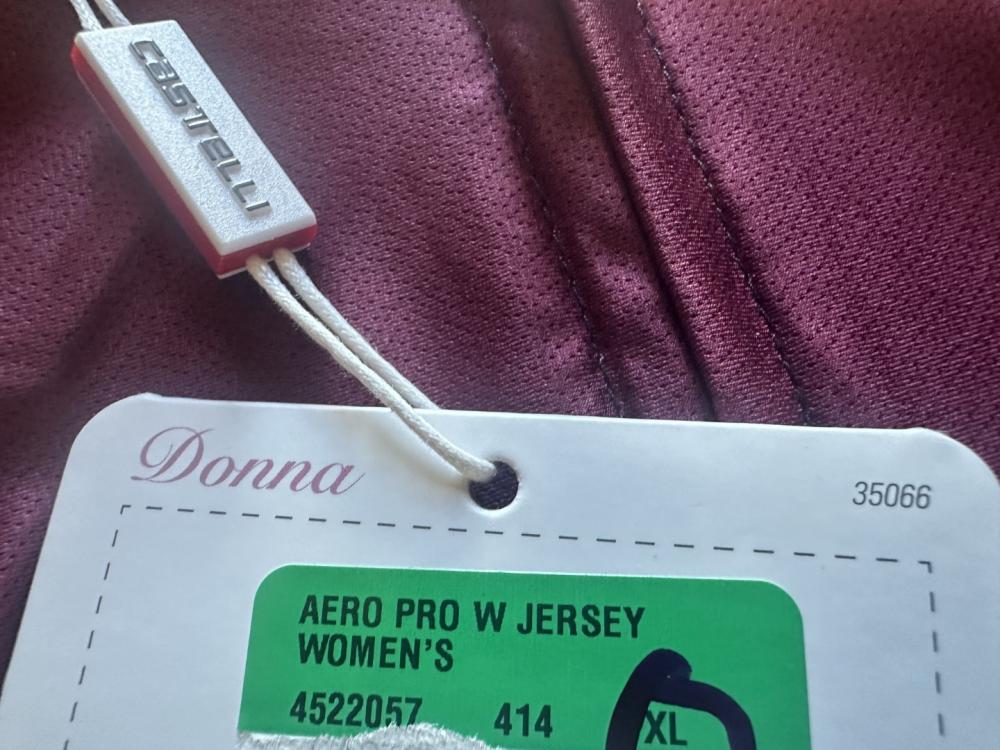 CASTELLI
Donna
35066
AERO PRO W JERSEY
WOMEN'S
4522057 414 XL